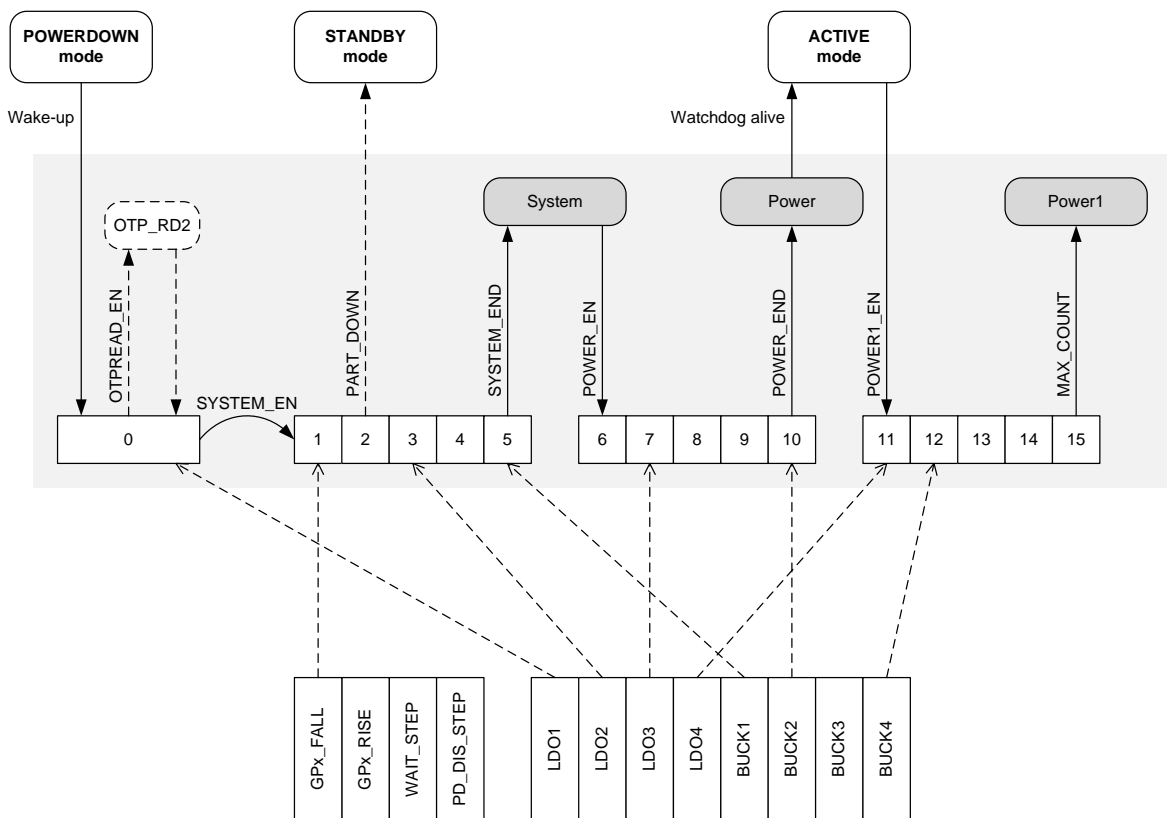 POWERDOWN
mode
STANDBY
mode
ACTIVE
mode
Wake-up
Watchdog alive
System
Power
Power1
OTP_RD2
OTPREAD_EN
SYSTEM_EN
PART_DOWN
SYSTEM_END
POWER_EN
POWER_END
POWER1_EN
MAX_COUNT
0
1
2
3
4
5
6
7
8
9
10
11
12
13
14
15
GPx_FALL
GPx_RISE
WAIT_STEP
PD_DIS_STEP
LDO1
LDO2
LDO3
LDO4
BUCK1
BUCK2
BUCK3
BUCK4